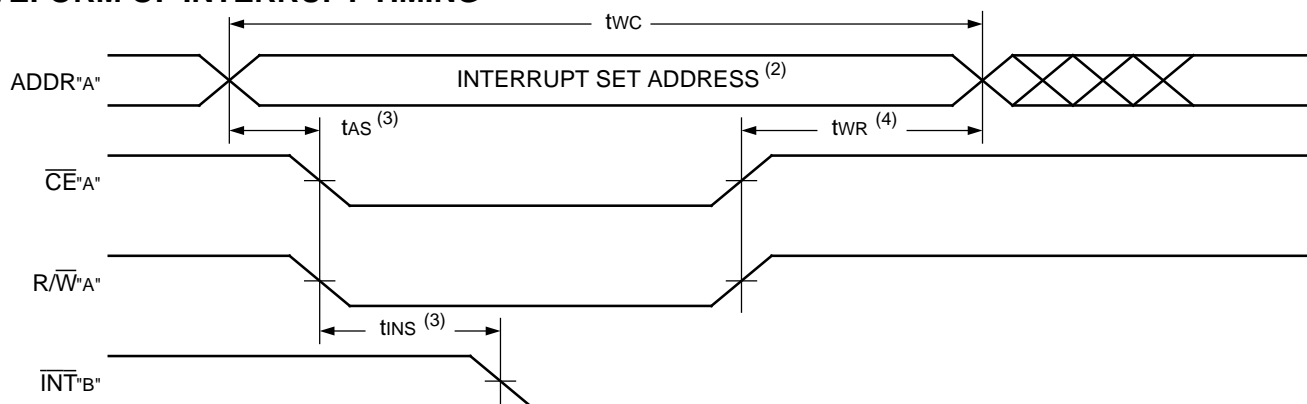 tWC
ADDR"A"
INTERRUPT SET ADDRESS (2)
tAS (3)
tWR (4)
CE"A"
R/W"A"
tINS (3)
INT"B"